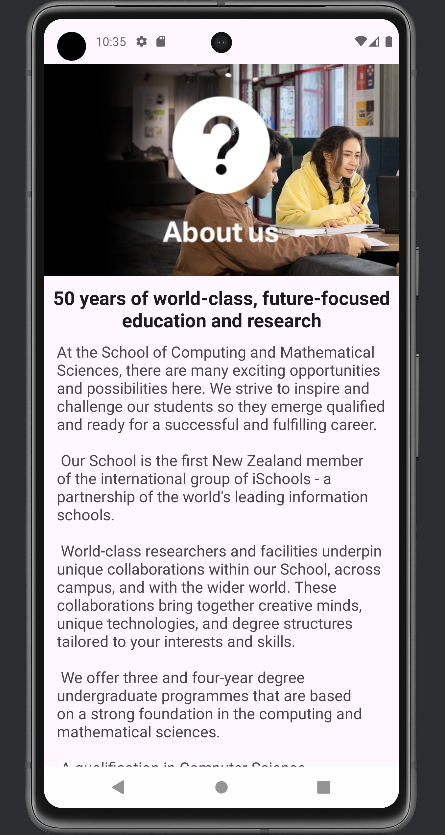 10:35
?
About us
50 years of world-class, future-focused
education and research
At the School of Computing and Mathematical
Sciences, there are many exciting opportunities
and possibilities here. We strive to inspire and
challenge our students so they emerge qualified
and ready for a successful and fulfilling career.
Our School is the first New Zealand member
of the international group of iSchools - a
partnership of the world's leading information
schools.
World-class researchers and facilities underpin
unique collaborations within our School, across
campus, and with the wider world. These
collaborations bring together creative minds,
unique technologies, and degree structures
tailored to your interests and skills.
We offer three and four-year degree
undergraduate programmes that are based
on a strong foundation in the computing and
mathematical sciences.
A qualification in Computer Science